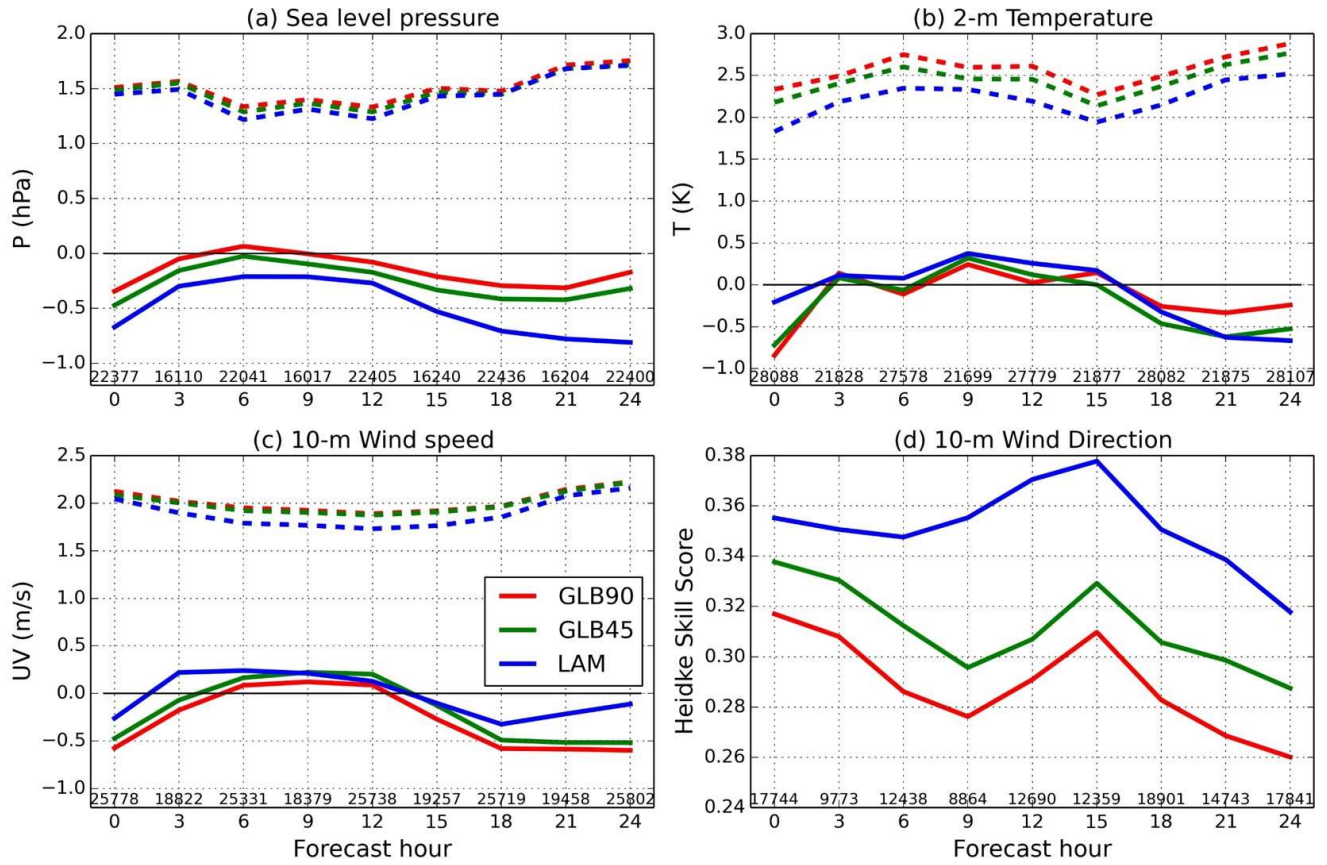 (a) Sea level pressure
2.0
1.5
1.0
0.5
0.0
−0.5
−1.0
P (hPa)
22377 16110 22041 16017 22405 16240 22436 16204 22400
0 3 6 9 12 15 18 21 24
(b) 2-m Temperature
3.0
2.5
2.0
1.5
1.0
0.5
0.0
−0.5
−1.0
T (K)
28088 21828 27578 21699 27779 21877 28082 21875 28107
0 3 6 9 12 15 18 21 24
(c) 10-m Wind speed
2.5
2.0
1.5
1.0
0.5
0.0
−0.5
−1.0
UV (m/s)
GLB90
GLB45
LAM
25778 18822 25331 18379 25738 19257 25719 19458 25802
0 3 6 9 12 15 18 21 24
Forecast hour
(d) 10-m Wind Direction
0.38
0.36
0.34
0.32
0.30
0.28
0.26
0.24
Heidke Skill Score
17744 9773 12438 8864 12690 12359 18901 14743 17841
0 3 6 9 12 15 18 21 24
Forecast hour